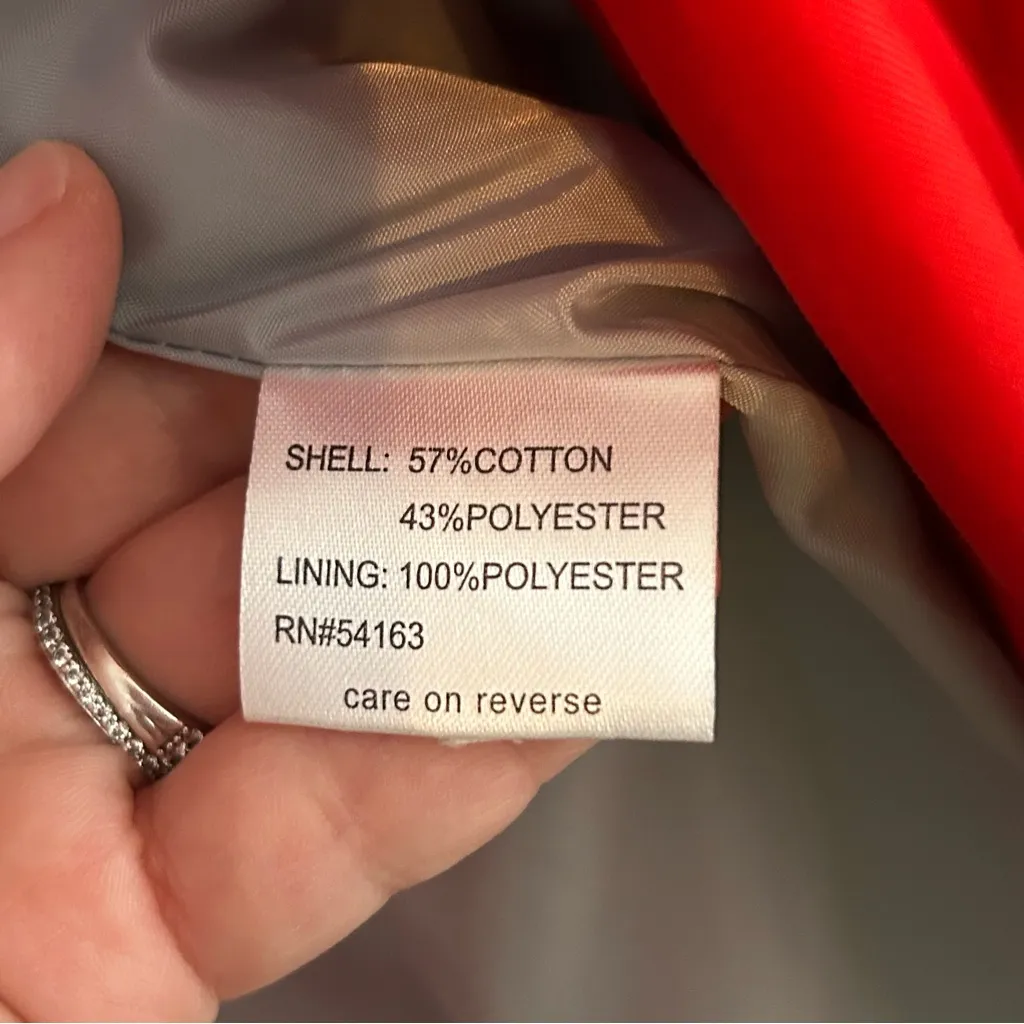 SHELL: 57%COTTON
43%POLYESTER
LINING: 100%POLYESTER
RN#54163
care on reverse